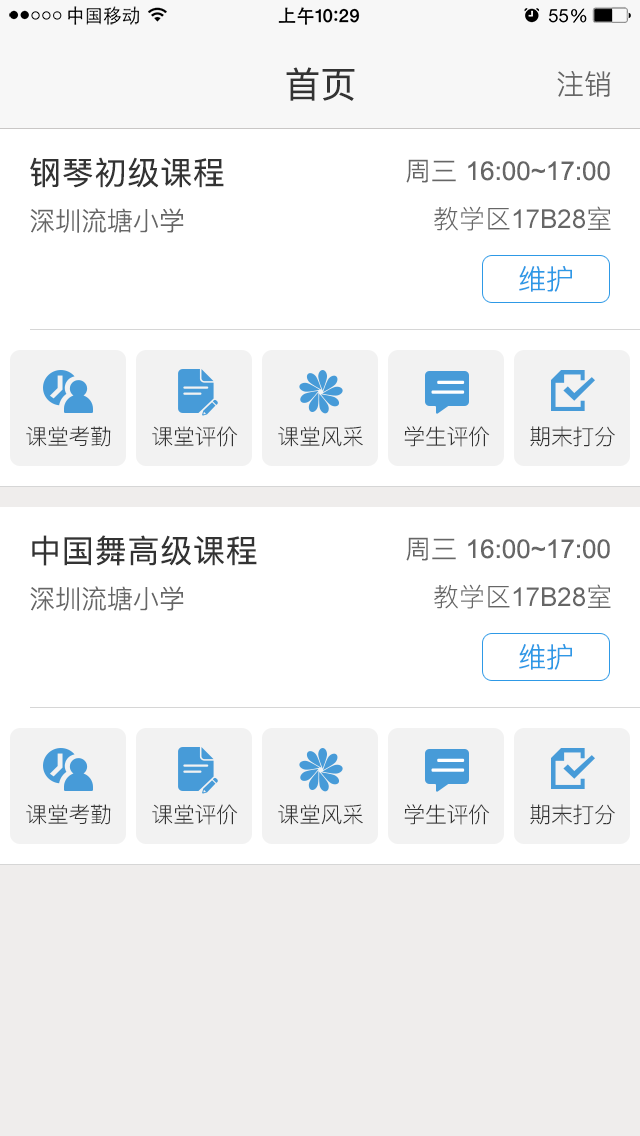 中国移动 上午10:29 55%
首页 注销
钢琴初级课程 周三 16:00~17:00
深圳流塘小学 教学区17B28室
维护
课堂考勤 课堂评价 课堂风采 学生评价 期末打分
中国舞高级课程 周三 16:00~17:00
深圳流塘小学 教学区17B28室
维护
课堂考勤 课堂评价 课堂风采 学生评价 期末打分